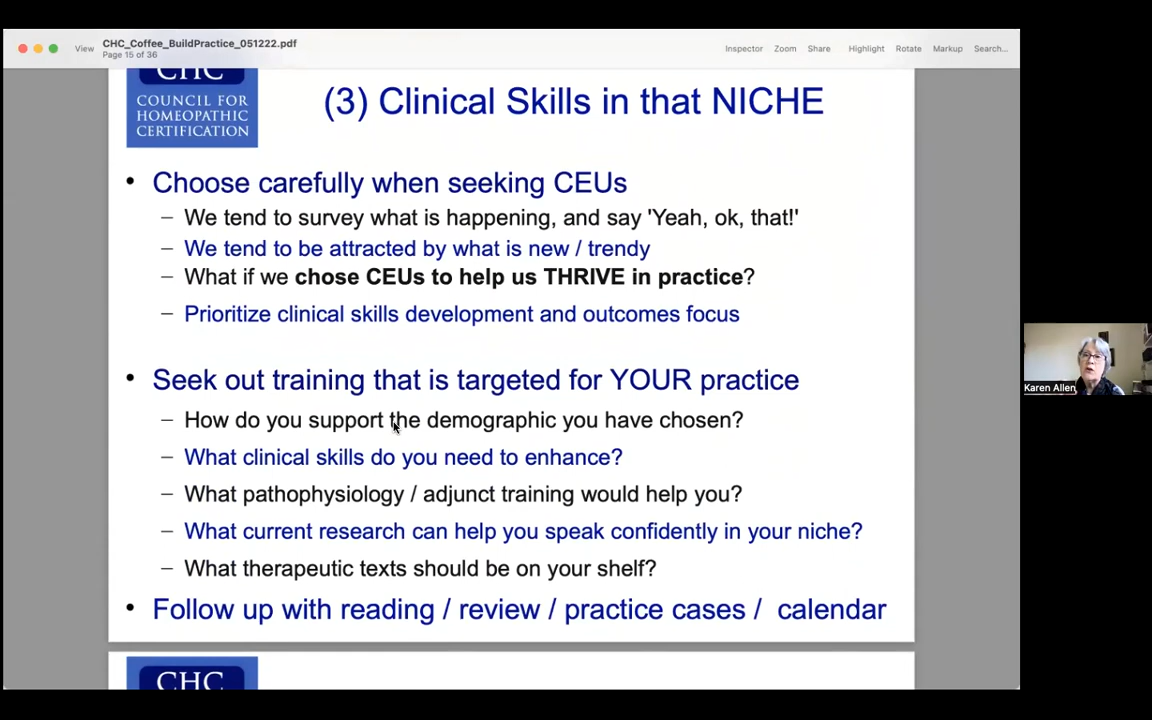 CHC_Coffee_BuildPractice_051222.pdf
Page 15 of 36
View
Inspector
Zoom
Share
Highlight
Rotate
Markup
Search...
CHC
COUNCIL FOR
HOMEOPATHIC
CERTIFICATION
(3) Clinical Skills in that NICHE
• Choose carefully when seeking CEUs
– We tend to survey what is happening, and say 'Yeah, ok, that!'
– We tend to be attracted by what is new / trendy
– What if we chose CEUs to help us THRIVE in practice?
– Prioritize clinical skills development and outcomes focus
• Seek out training that is targeted for YOUR practice
– How do you support the demographic you have chosen?
– What clinical skills do you need to enhance?
– What pathophysiology / adjunct training would help you?
– What current research can help you speak confidently in your niche?
– What therapeutic texts should be on your shelf?
• Follow up with reading / review / practice cases / calendar
Karen Allen
CHC